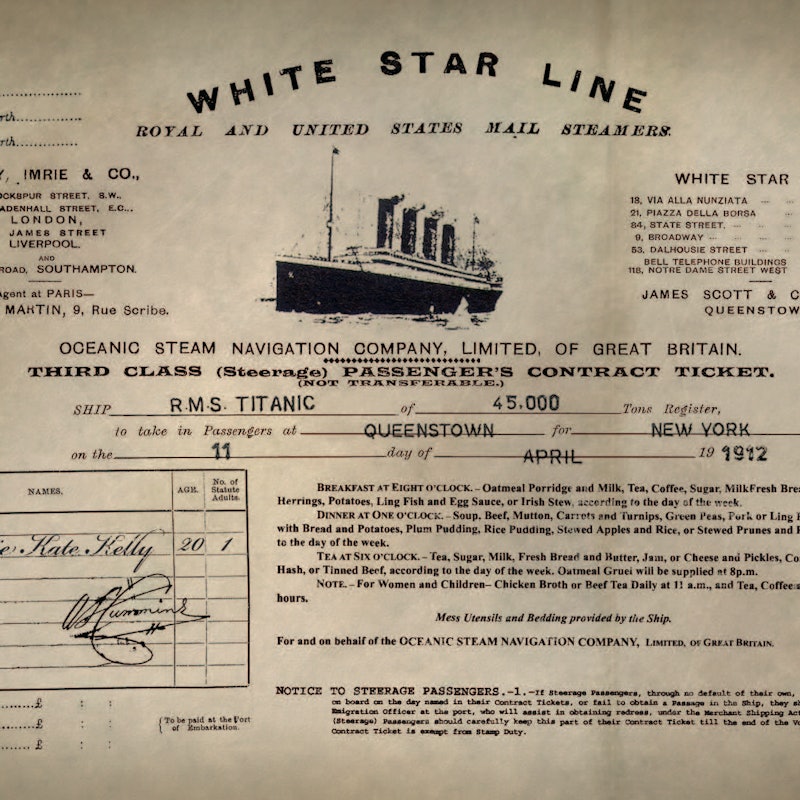 WHITE STAR LINE
ROYAL AND UNITED STATES MAIL STEAMERS.
rth
rth
Y, IMRIE & CO.,
OCKSPUR STREET, S.W..
ADENHALL STREET, E.C...
LONDON,
JAMES STREET
LIVERPOOL.
AND
ROAD, SOUTHAMPTON.
Agent at PARIS—
MARTIN, 9, Rue Scribe.
WHITE STAR
18, VIA ALLA NUNZIATA
21, PIAZZA DELLA BORSA
84, STATE STREET.
9, BROADWAY
53, DALHOUSIE STREET
BELL TELEPHONE BUILDINGS
118, NOTRE DAME STREET WEST
JAMES SCOTT & C
QUEENSTOW
OCEANIC STEAM NAVIGATION COMPANY, LIMITED, OF GREAT BRITAIN.
THIRD CLASS (Steerage) PASSENGER'S CONTRACT TICKET.
(NOT TRANSFERABLE.)
SHIP R.M.S. TITANIC of 45,000 Tons Register,
to take in Passengers at QUEENSTOWN for NEW YORK
on the 11 day of APRIL 19 1912
NAMES. AGE. No. of Statute Adults.
e Kate Kelly 20 1
£ : :
£ : :
£ : :
{To be paid at the Port
of Embarkation.
BREAKFAST AT EIGHT O'CLOCK.– Oatmeal Porridge and Milk, Tea, Coffee, Sugar, MilkFresh Brea
Herrings, Potatoes, Ling Fish and Egg Sauce, or Irish Stew, according to the day of the week.
DINNER AT ONE O'CLOCK. – Soup, Beef, Mutton, Carrots and Turnips, Green Peas, Pork or Ling
with Bread and Potatoes, Plum Pudding, Rice Pudding, Stewed Apples and Rice, or Stewed Prunes and
to the day of the week.
TEA AT SIX O'CLOCK.– Tea, Sugar, Milk, Fresh Bread and Butter, Jam, or Cheese and Pickles, Co
Hash, or Tinned Beef, according to the day of the week. Oatmeal Gruel will be supplied at 8p.m.
NOTE. – For Women and Children– Chicken Broth or Beef Tea Daily at 11 a.m., and Tea, Coffee
hours.
Mess Utensils and Bedding provided by the Ship.
For and on behalf of the OCEANIC STEAM NAVIGATION COMPANY, LIMITED, OF GREAT BRITAIN.
NOTICE TO STEERAGE PASSENGERS.–1.–If Steerage Passengers, through no default of their own,
on board on the day named in their Contract Tickets, or fail to obtain a Passage in the Ship, they s
Emigration Officer at the port, who will assist in obtaining redress, under the Merchant Shipping Act
(Steerage) Passengers should carefully keep this part of their Contract Ticket till the end of the Vo
Contract Ticket is exempt from Stamp Duty.